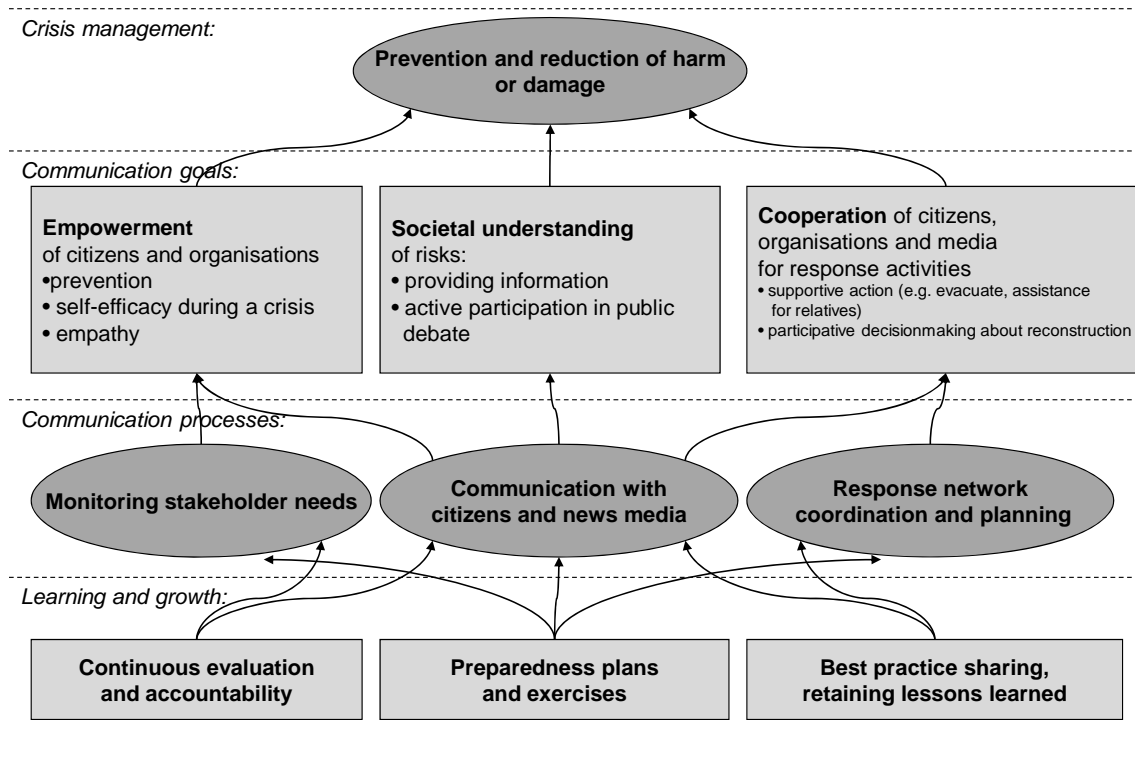 Crisis management:
Prevention and reduction of harm
or damage
Communication goals:
Empowerment
of citizens and organisations
•prevention
• self-efficacy during a crisis
• empathy
Societal understanding
of risks:
• providing information
• active participation in public
debate
Cooperation of citizens,
organisations and media
for response activities
• supportive action (e.g. evacuate, assistance
for relatives)
• participative decisionmaking about reconstruction
Communication processes:
Monitoring stakeholder needs
Communication with
citizens and news media
Response network
coordination and planning
Learning and growth:
Continuous evaluation
and accountability
Preparedness plans
and exercises
Best practice sharing,
retaining lessons learned